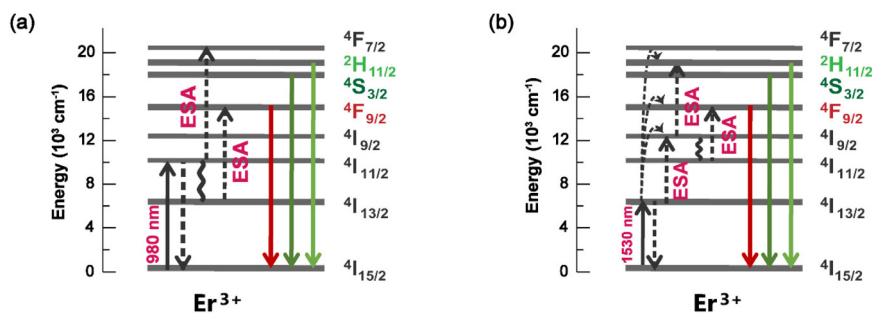 (a)
Energy (10³ cm⁻¹)
20
16
12
8
6
4
0
980 nm
ESA
ESA
⁴F₇/₂
²H₁₁/₂
⁴S₃/₂
⁴F₉/₂
⁴I₉/₂
⁴I₁₁/₂
⁴I₁₃/₂
⁴I₁₅/₂
Er³⁺
(b)
Energy (10³ cm⁻¹)
20
16
12
8
6
4
0
1530 nm
ESA
ESA
ESA
⁴F₇/₂
²H₁₁/₂
⁴S₃/₂
⁴F₉/₂
⁴I₉/₂
⁴I₁₁/₂
⁴I₁₃/₂
⁴I₁₅/₂
Er³⁺